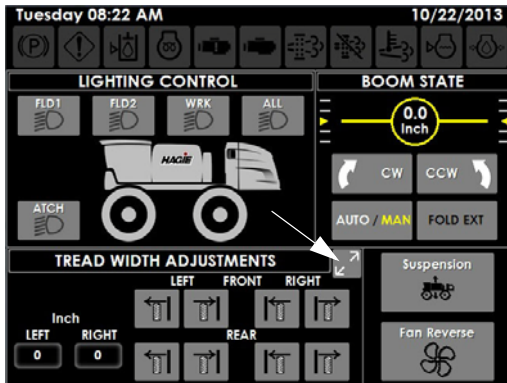 Tuesday 08:22 AM 10/22/2013
(P)
LIGHTING CONTROL
FLD1 FLD2 WRK ALL
HAGIE
ATCH
BOOM STATE
0.0
Inch
CW CCW
AUTO / MAN FOLD EXT
TREAD WIDTH ADJUSTMENTS
LEFT FRONT RIGHT
Inch
LEFT RIGHT
0 0
REAR
Suspension
Fan Reverse